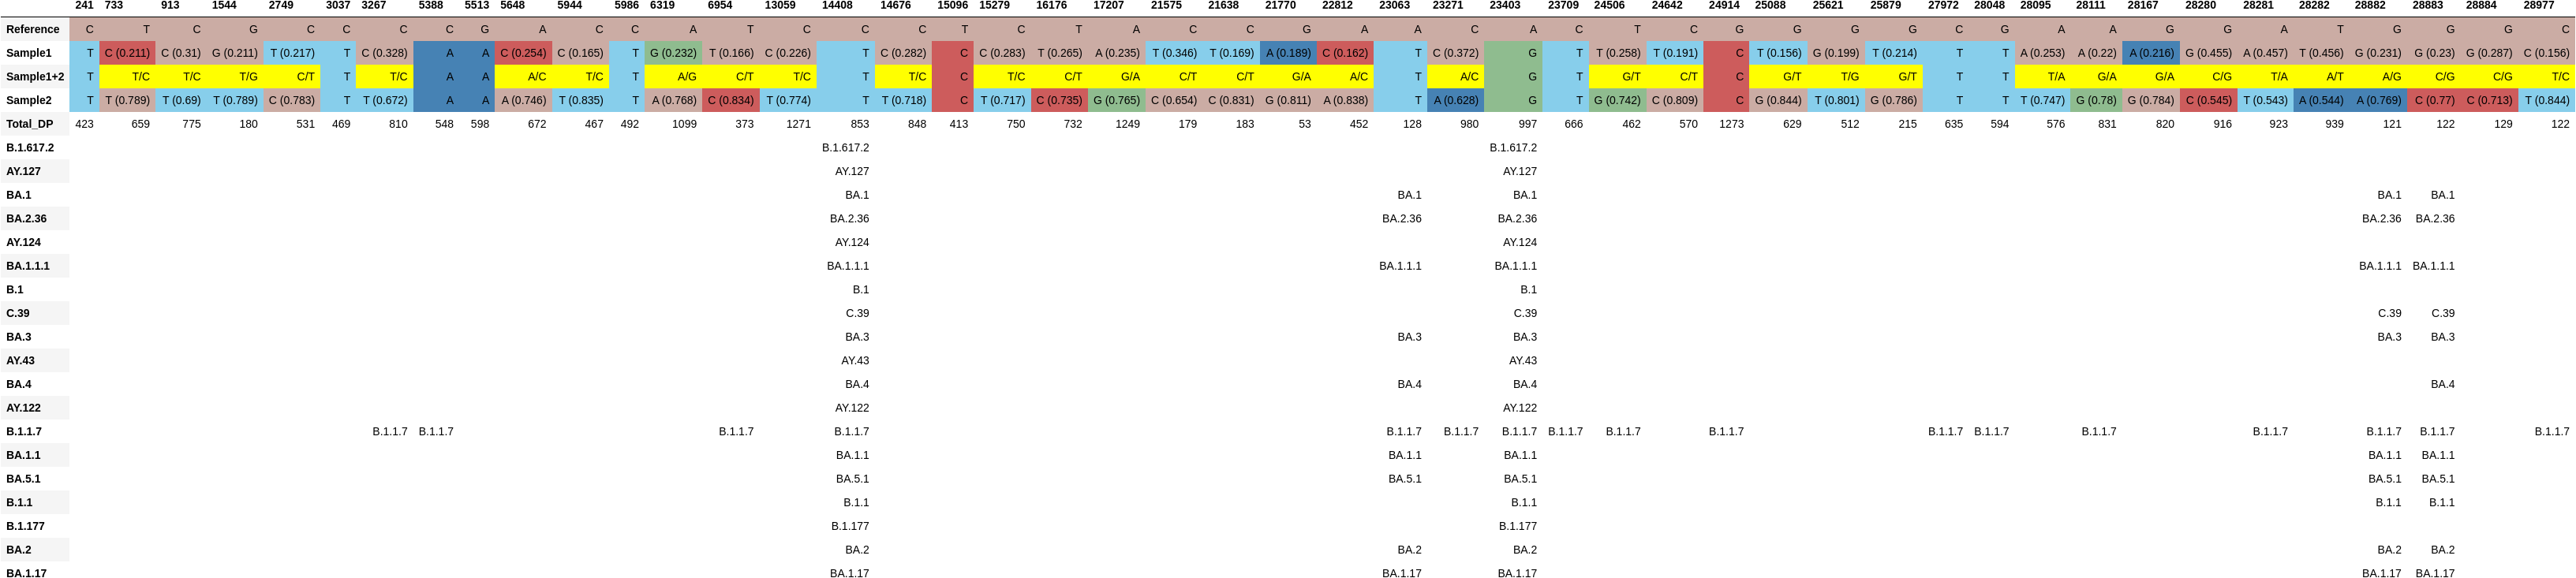 241 733 913 1544 2749 3037 3267 5388 5513 5648 5944 5986 6319 6954 13059 14408 14676 15096 15279 16176 17207 21575 21638 21770 22812 23063 23271 23403 23709 24506 24642 24914 25088 25621 25879 27972 28048 28095 28111 28167 28280 28281 28282 28882 28883 28884 28977
Reference C T C G C C C C G A C C A T C C C T C T A C C G A A C A C T C G G G G C G A A G G A T G G G C
Sample1 T C (0.211) C (0.31) G (0.211) T (0.217) T C (0.328) A A C (0.254) C (0.165) T G (0.232) T (0.166) C (0.226) T C (0.282) C C (0.283) T (0.265) A (0.235) T (0.346) T (0.169) A (0.189) C (0.162) T C (0.372) G T T (0.258) T (0.191) C T (0.156) G (0.199) T (0.214) T T A (0.253) A (0.22) A (0.216) G (0.455) A (0.457) T (0.456) G (0.231) G (0.23) G (0.287) C (0.156)
Sample1+2 T T/C T/C T/G C/T T T/C A A A/C T/C T A/G C/T T/C T T/C C T/C C/T G/A C/T C/T G/A A/C T A/C G T G/T C/T C G/T T/G G/T T T T/A G/A G/A C/G T/A A/T A/G C/G C/G T/C
Sample2 T T (0.789) T (0.69) T (0.789) C (0.783) T T (0.672) A A A (0.746) T (0.835) T A (0.768) C (0.834) T (0.774) T T (0.718) C T (0.717) C (0.735) G (0.765) C (0.654) C (0.831) G (0.811) A (0.838) T A (0.628) G T G (0.742) C (0.809) C G (0.844) T (0.801) G (0.786) T T T (0.747) G (0.78) G (0.784) C (0.545) T (0.543) A (0.544) A (0.769) C (0.77) C (0.713) T (0.844)
Total_DP 423 659 775 180 531 469 810 548 598 672 467 492 1099 373 1271 853 848 413 750 732 1249 179 183 53 452 128 980 997 666 462 570 1273 629 512 215 635 594 576 831 820 916 923 939 121 122 129 122
B.1.617.2 B.1.617.2 B.1.617.2
AY.127 AY.127 AY.127
BA.1 BA.1 BA.1 BA.1 BA.1 BA.1
BA.2.36 BA.2.36 BA.2.36 BA.2.36 BA.2.36 BA.2.36
AY.124 AY.124 AY.124
BA.1.1.1 BA.1.1.1 BA.1.1.1 BA.1.1.1 BA.1.1.1 BA.1.1.1
B.1 B.1 B.1
C.39 C.39 C.39 C.39 C.39
BA.3 BA.3 BA.3 BA.3 BA.3 BA.3
AY.43 AY.43 AY.43
BA.4 BA.4 BA.4 BA.4 BA.4
AY.122 AY.122 AY.122
B.1.1.7 B.1.1.7 B.1.1.7 B.1.1.7 B.1.1.7 B.1.1.7 B.1.1.7 B.1.1.7 B.1.1.7 B.1.1.7 B.1.1.7 B.1.1.7 B.1.1.7 B.1.1.7 B.1.1.7 B.1.1.7 B.1.1.7 B.1.1.7
BA.1.1 BA.1.1 BA.1.1 BA.1.1 BA.1.1 BA.1.1
BA.5.1 BA.5.1 BA.5.1 BA.5.1 BA.5.1 BA.5.1
B.1.1 B.1.1 B.1.1 B.1.1 B.1.1
B.1.177 B.1.177 B.1.177
BA.2 BA.2 BA.2 BA.2 BA.2 BA.2
BA.1.17 BA.1.17 BA.1.17 BA.1.17 BA.1.17 BA.1.17